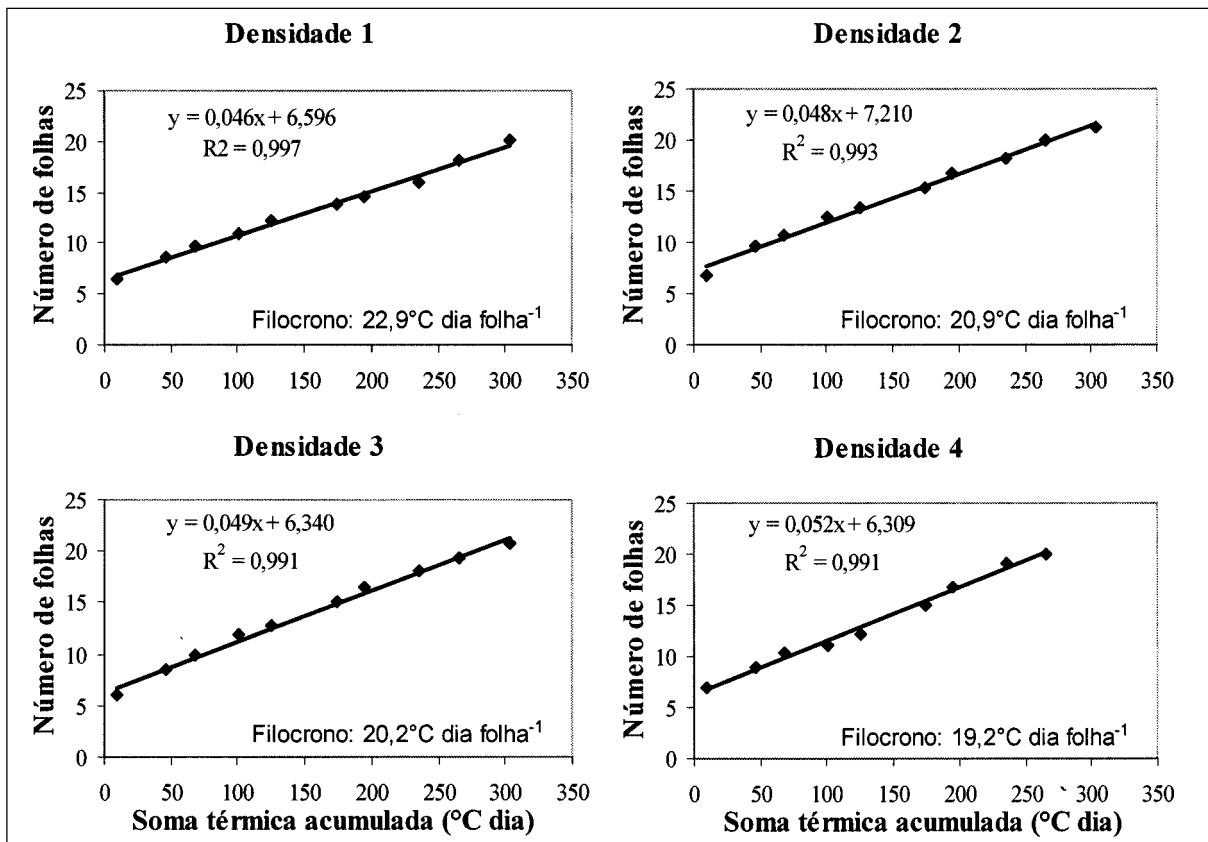 Densidade 1
Número de folhas
25
20
15
10
5
0
y = 0,046x + 6,596
R2 = 0,997
Filocrono: 22,9°C dia folha⁻¹
0 50 100 150 200 250 300 350
Densidade 2
Número de folhas
25
20
15
10
5
0
y = 0,048x + 7,210
R² = 0,993
Filocrono: 20,9°C dia folha⁻¹
0 50 100 150 200 250 300 350
Densidade 3
Número de folhas
25
20
15
10
5
0
y = 0,049x + 6,340
R² = 0,991
Filocrono: 20,2°C dia folha⁻¹
0 50 100 150 200 250 300 350
Soma térmica acumulada (°C dia)
Densidade 4
Número de folhas
25
20
15
10
5
0
y = 0,052x + 6,309
R² = 0,991
Filocrono: 19,2°C dia folha⁻¹
0 50 100 150 200 250 300 350
Soma térmica acumulada (°C dia)